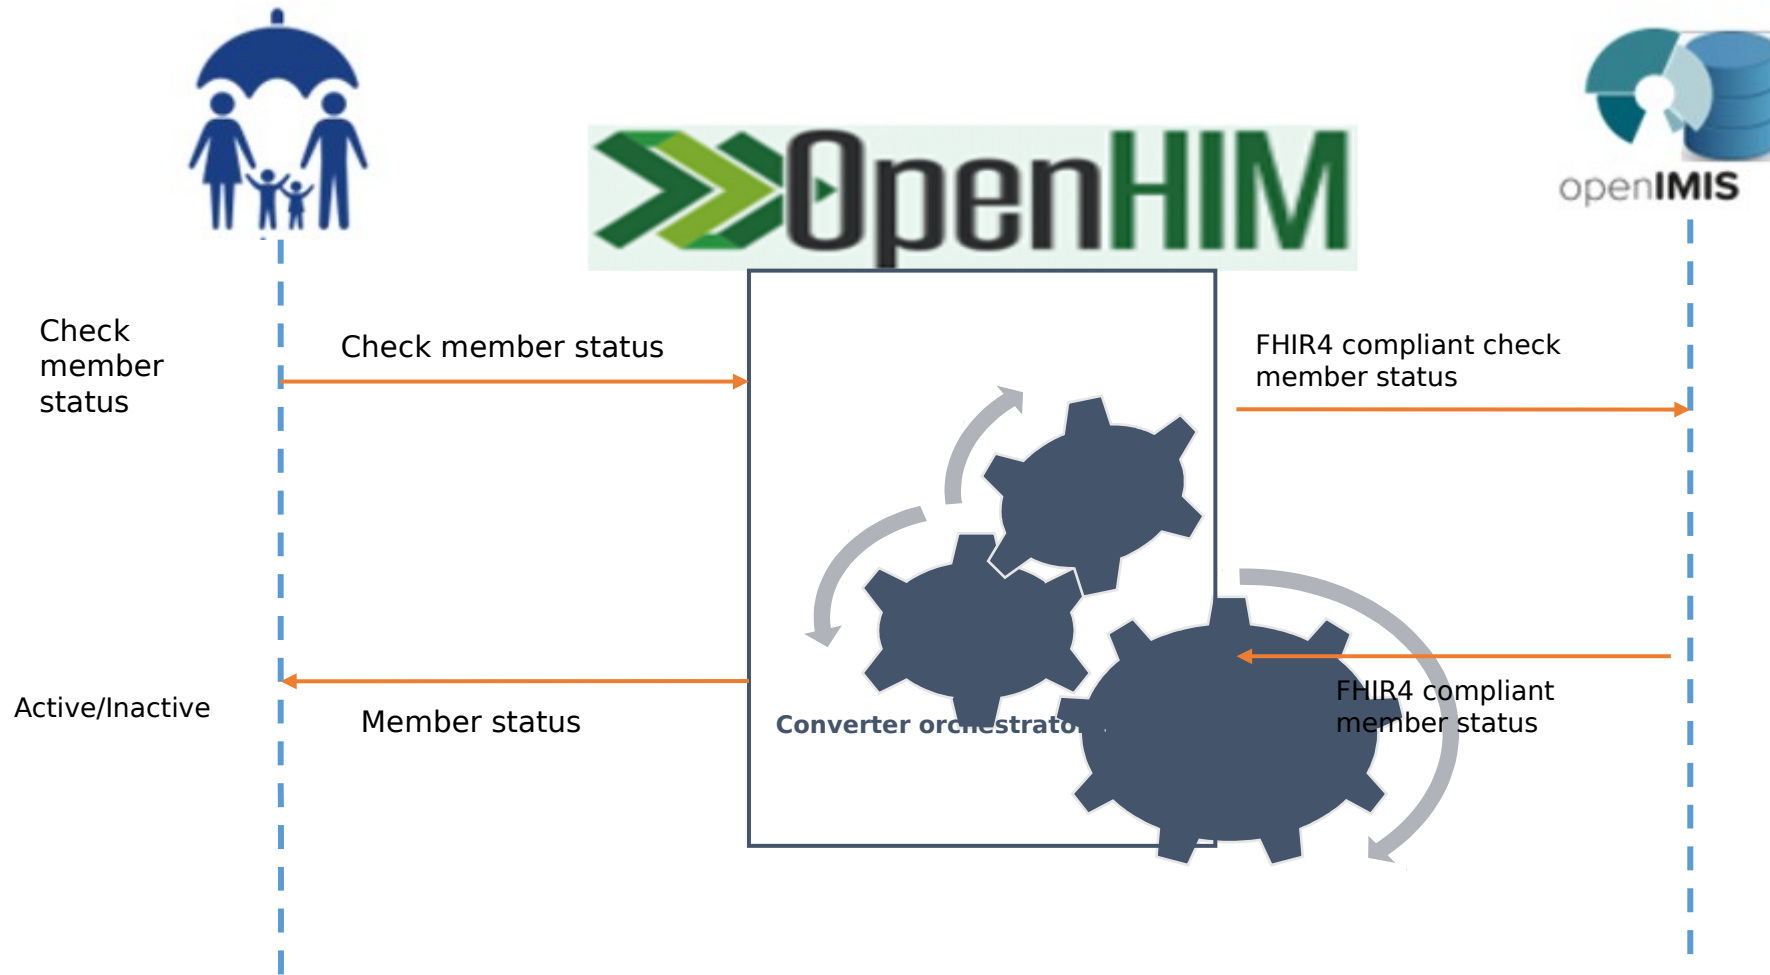 OpenHIM
openIMIS
Check
member
status
Check member status
FHIR4 compliant check
member status
Active/Inactive
Member status
Converter orchestrator
FHIR4 compliant
member status